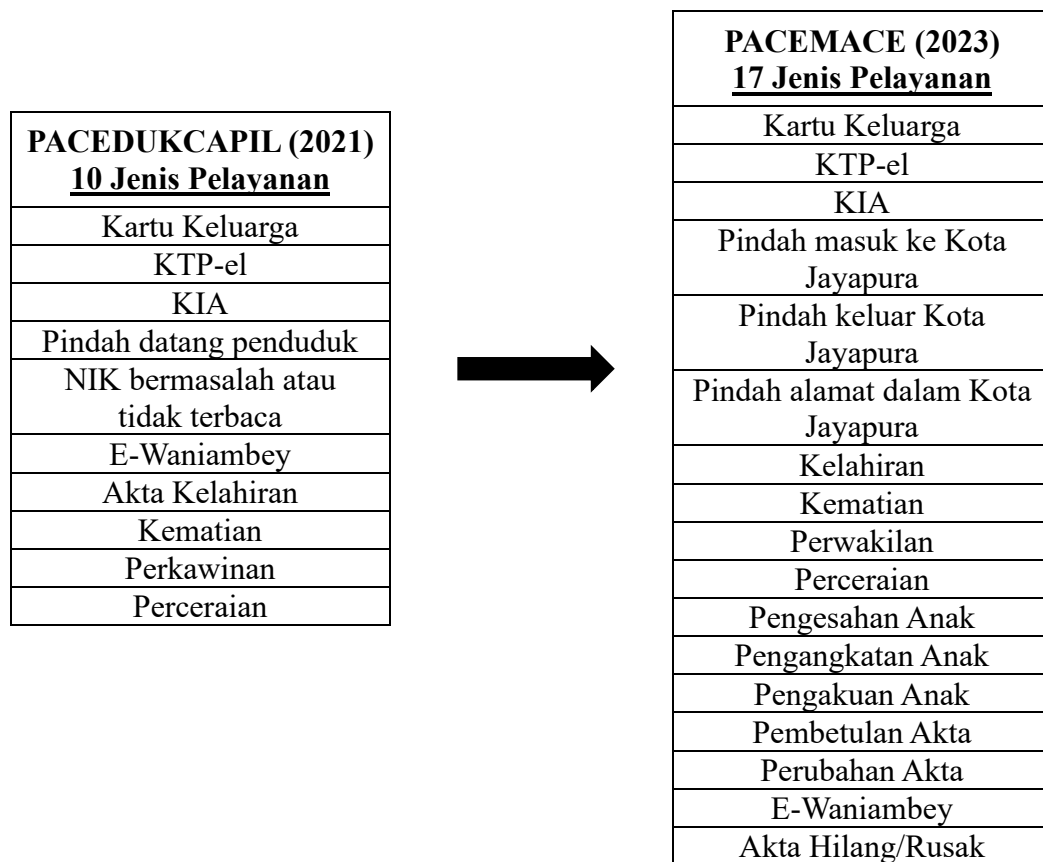 PACEDUKCAPIL (2021)
10 Jenis Pelayanan
Kartu Keluarga
KTP-el
KIA
Pindah datang penduduk
NIK bermasalah atau
tidak terbaca
E-Waniambey
Akta Kelahiran
Kematian
Perkawinan
Perceraian
PACEMACE (2023)
17 Jenis Pelayanan
Kartu Keluarga
KTP-el
KIA
Pindah masuk ke Kota
Jayapura
Pindah keluar Kota
Jayapura
Pindah alamat dalam Kota
Jayapura
Kelahiran
Kematian
Perwakilan
Perceraian
Pengesahan Anak
Pengangkatan Anak
Pengakuan Anak
Pembetulan Akta
Perubahan Akta
E-Waniambey
Akta Hilang/Rusak